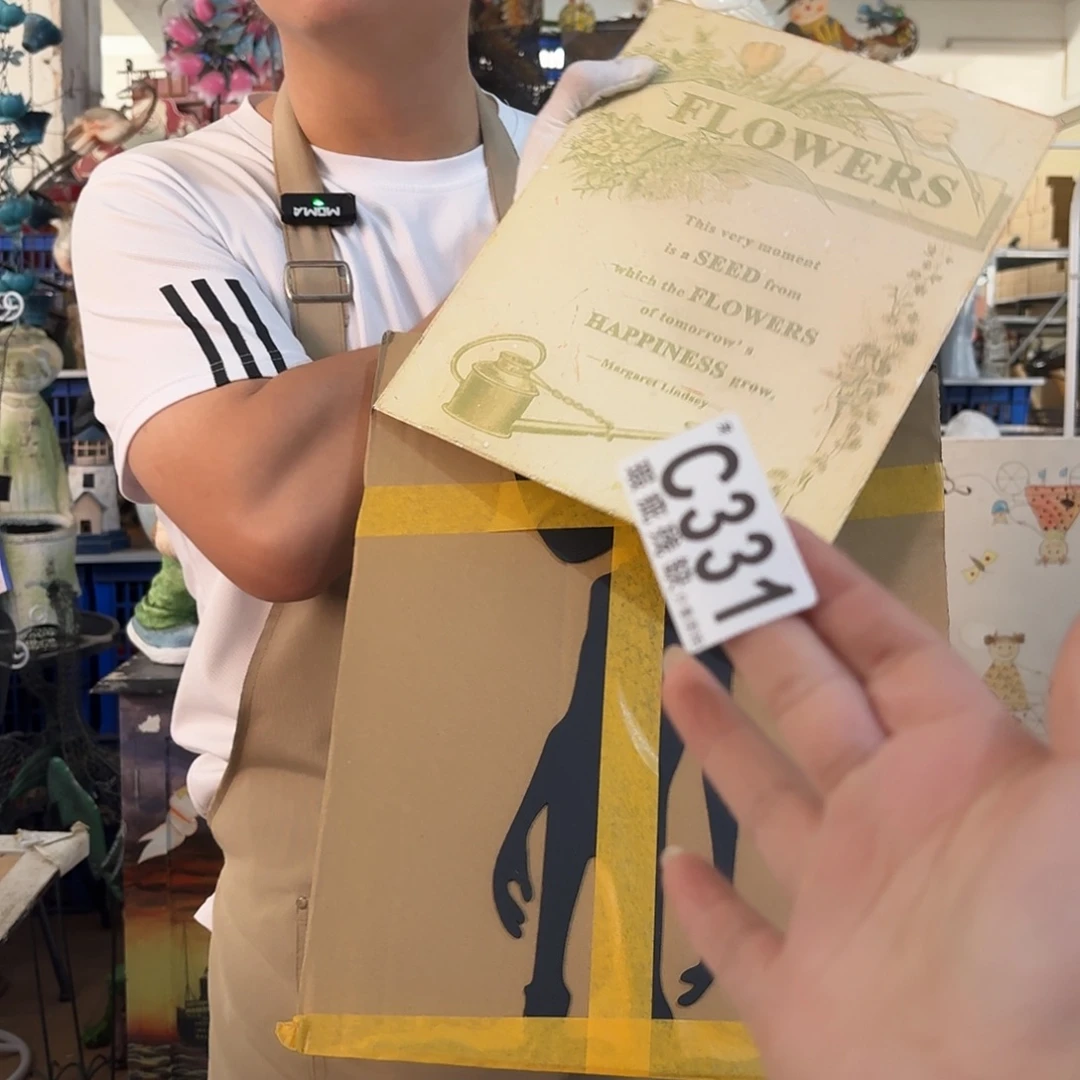 MOMA
FLOWERS
This very moment
is a SEED from
which the FLOWERS
of tomorrow's
HAPPINESS grow.
—Margaret Lindsey
C331